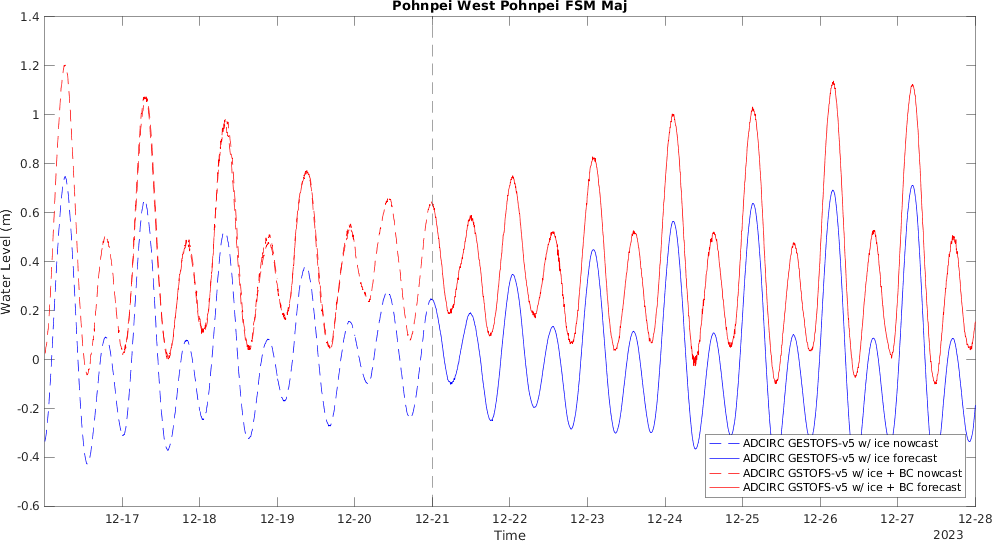 Pohnpei West Pohnpei FSM Maj
1.4
1.2
1
0.8
0.6
0.4
0.2
0
-0.2
-0.4
-0.6
Water Level (m)
ADCIRC GESTOFS-v5 w/ ice nowcast
ADCIRC GESTOFS-v5 w/ ice forecast
ADCIRC GSTOFS-v5 w/ ice + BC nowcast
ADCIRC GSTOFS-v5 w/ ice + BC forecast
12-17 12-18 12-19 12-20 12-21 12-22 12-23 12-24 12-25 12-26 12-27 12-28
Time
2023